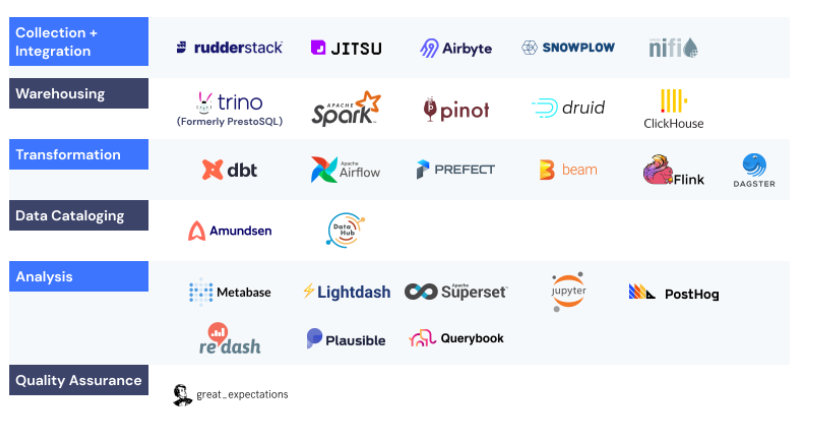 Collection +
Integration
rudderstack JITSU Airbyte SNOWPLOW nifi
Warehousing
trino APACHE Spark pinot druid ClickHouse
(Formerly PrestoSQL)
Transformation
dbt Apache Airflow PREFECT beam Flink DAGSTER
Data Cataloging
Amundsen Data Hub
Analysis
Metabase Lightdash Apache Superset jupyter PostHog
redash Plausible Querybook
Quality Assurance
great_expectations